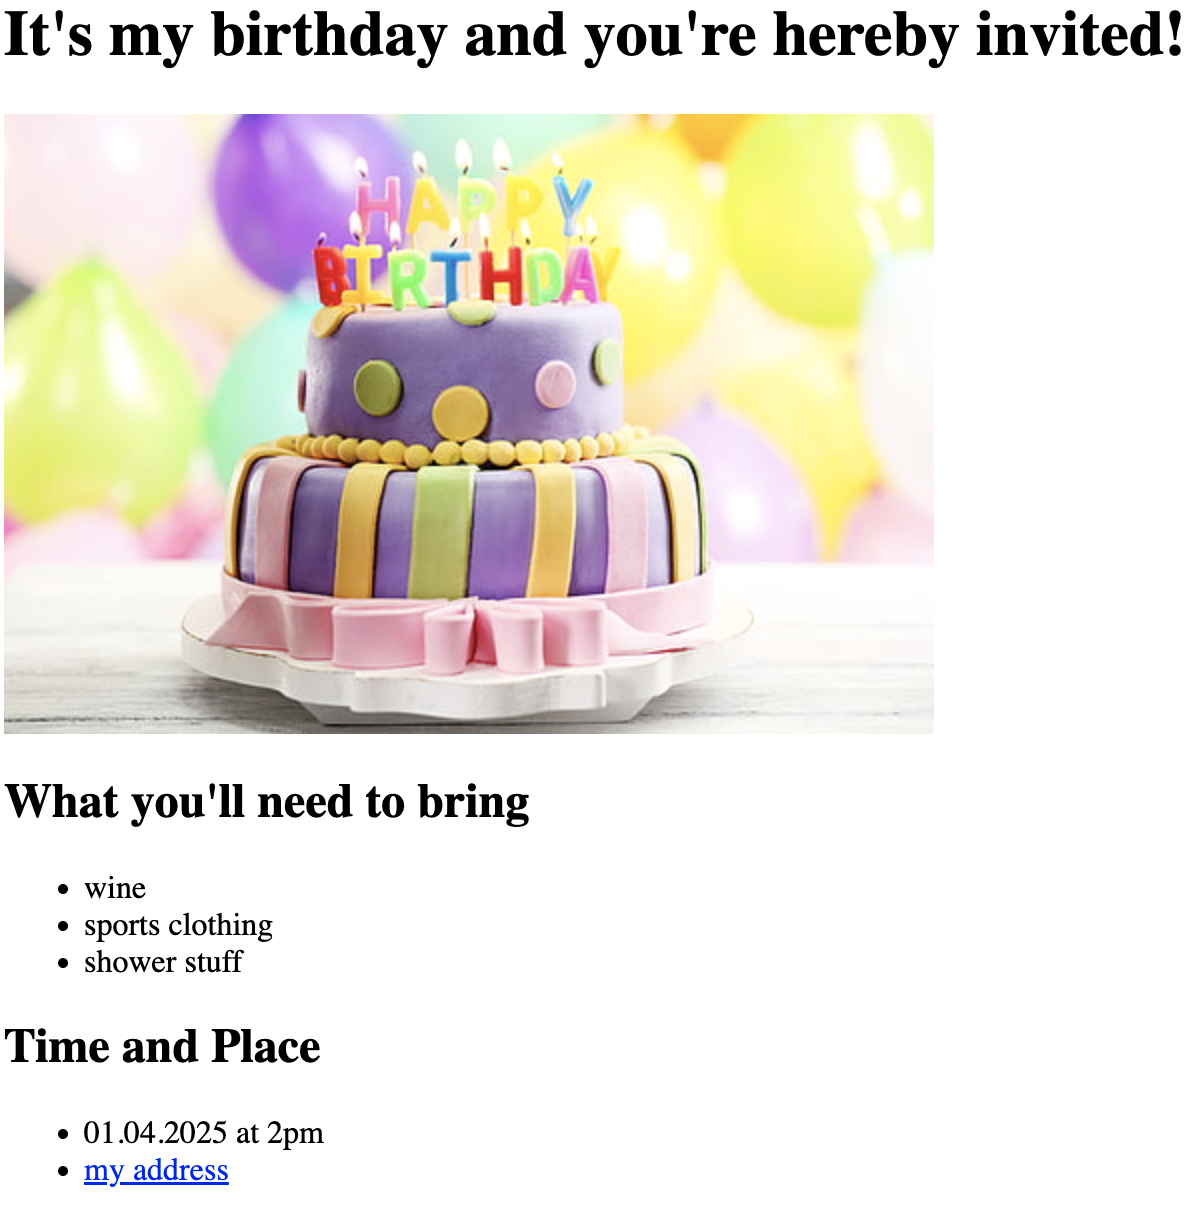 It's my birthday and you're hereby invited!
HAPPY
BIRTHDAY
What you'll need to bring
wine
sports clothing
shower stuff
Time and Place
01.04.2025 at 2pm
my address